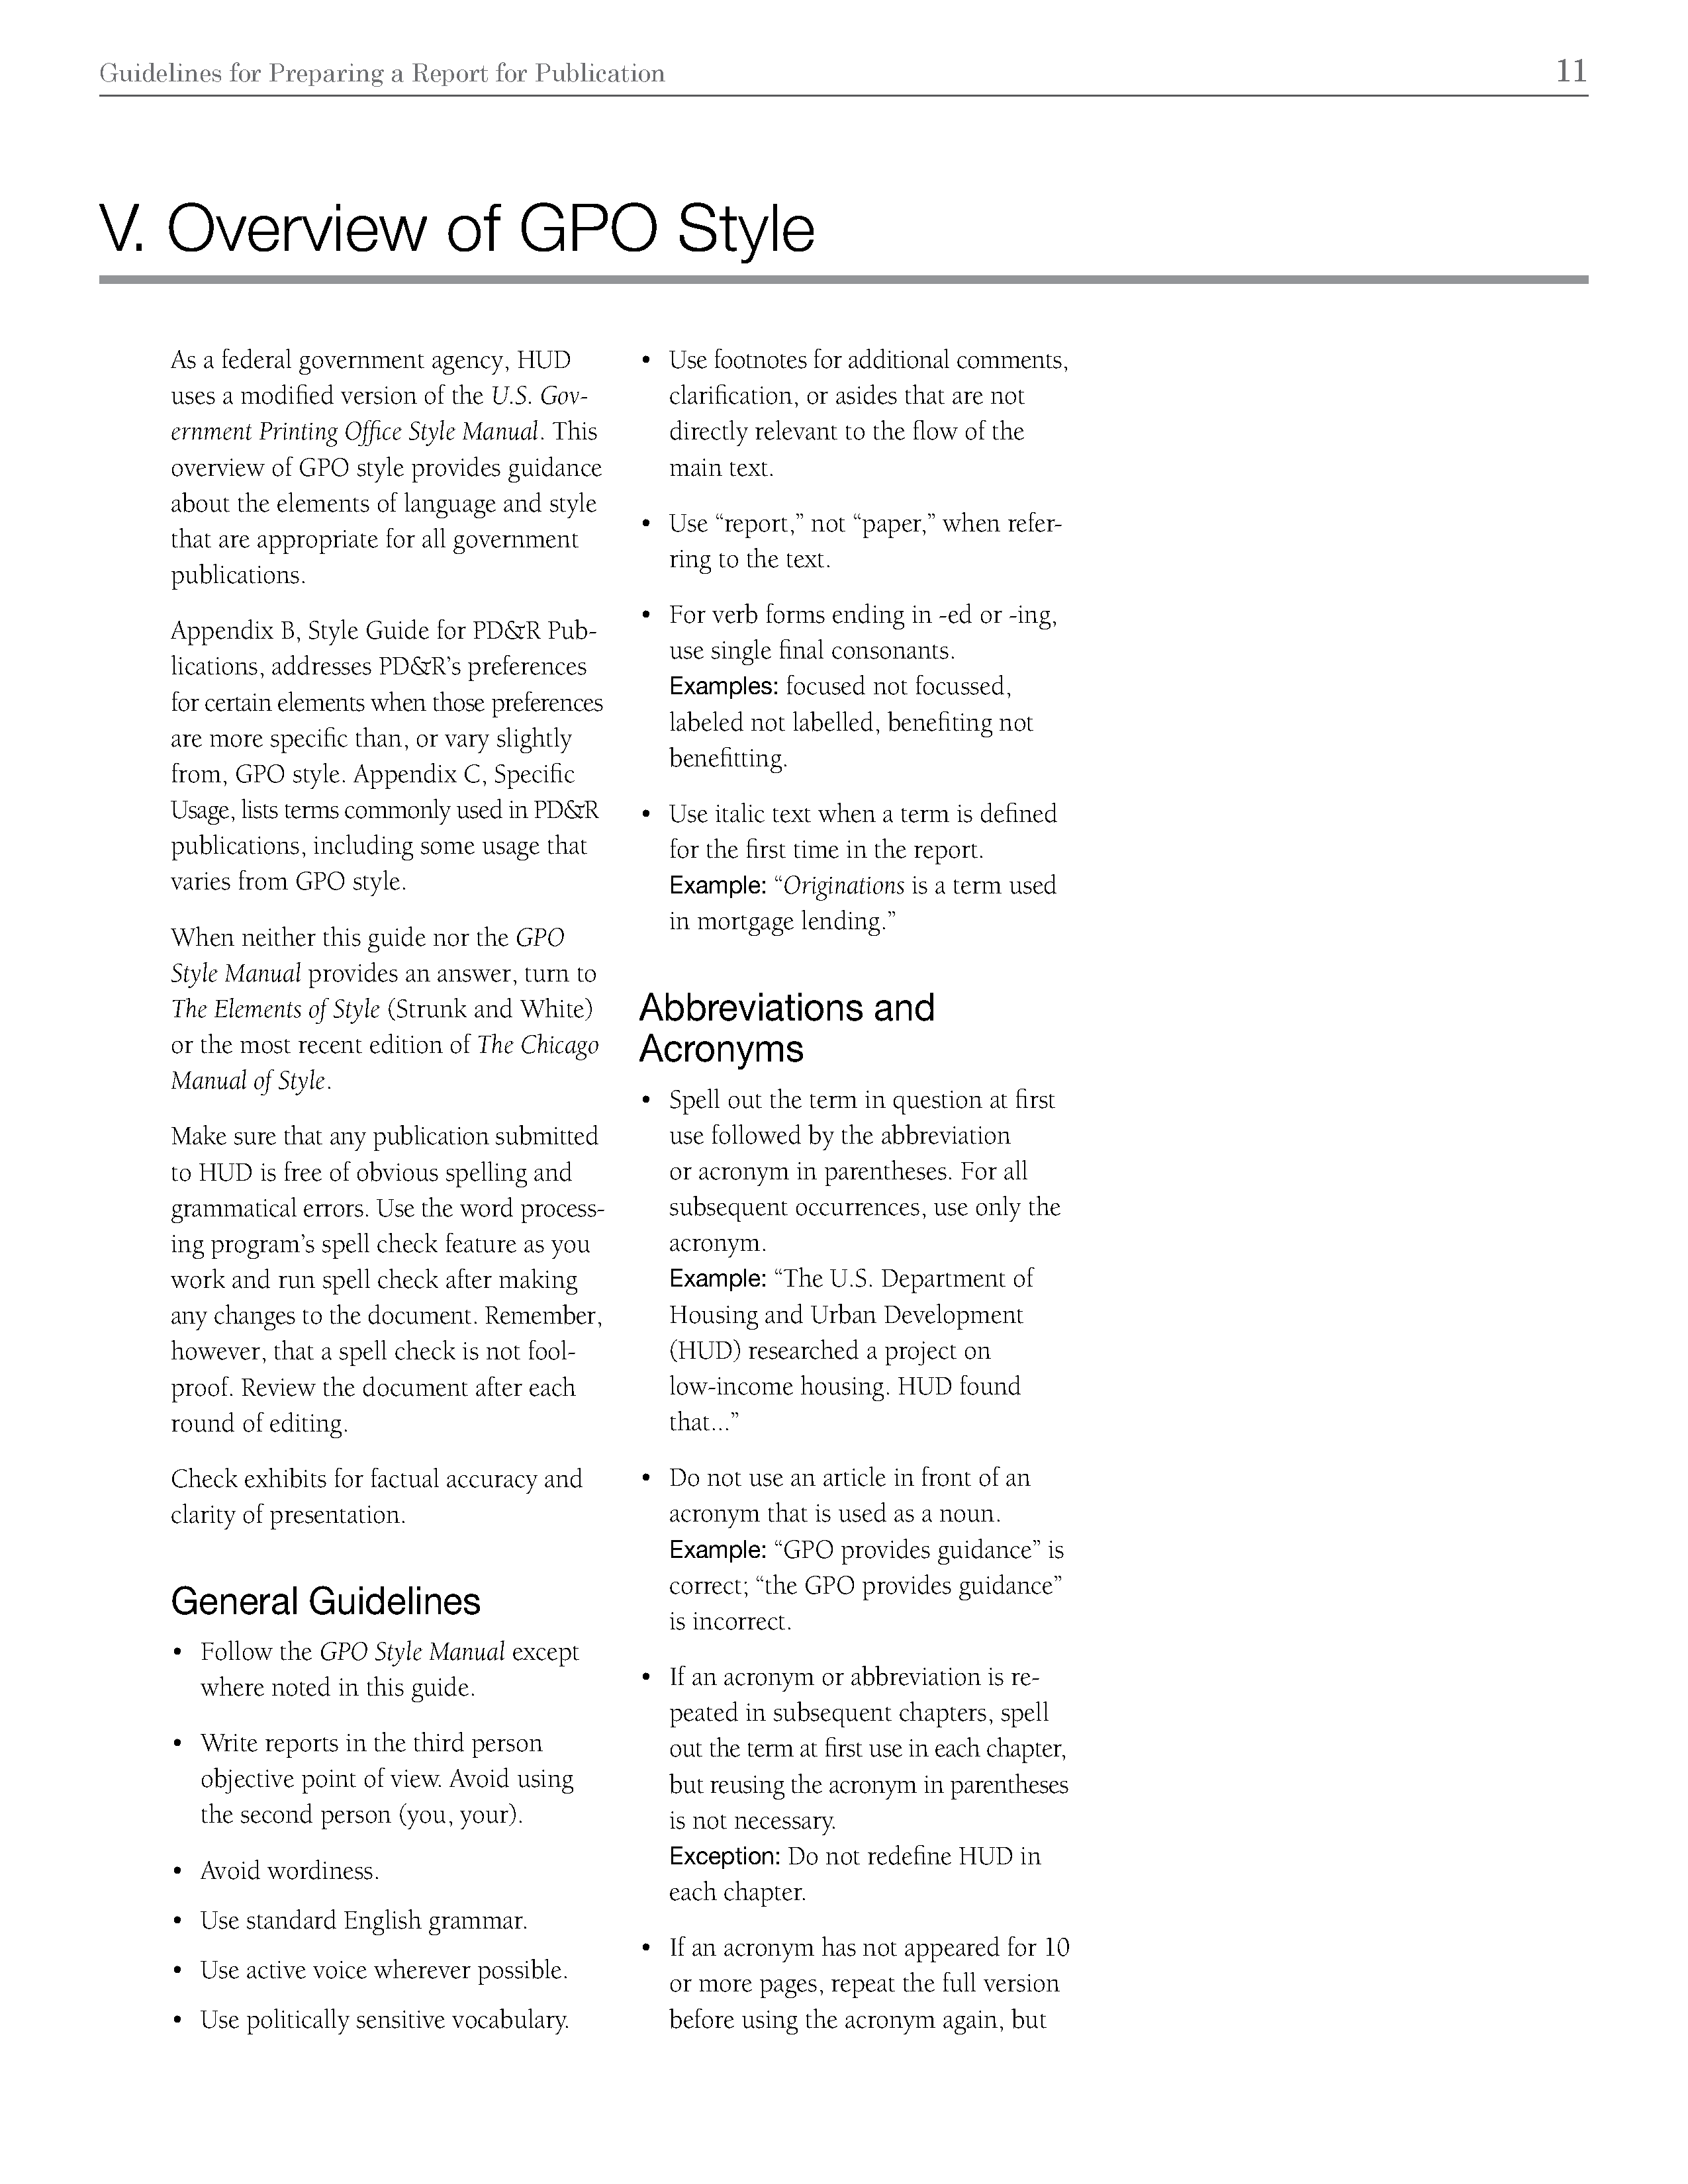 Guidelines for Preparing a Report for Publication 11
V. Overview of GPO Style
As a federal government agency, HUD
uses a modified version of the U.S. Gov-
ernment Printing Office Style Manual. This
overview of GPO style provides guidance
about the elements of language and style
that are appropriate for all government
publications.
Appendix B, Style Guide for PD&R Pub-
lications, addresses PD&R’s preferences
for certain elements when those preferences
are more specific than, or vary slightly
from, GPO style. Appendix C, Specific
Usage, lists terms commonly used in PD&R
publications, including some usage that
varies from GPO style.
When neither this guide nor the GPO
Style Manual provides an answer, turn to
The Elements of Style (Strunk and White)
or the most recent edition of The Chicago
Manual of Style.
Make sure that any publication submitted
to HUD is free of obvious spelling and
grammatical errors. Use the word process-
ing program’s spell check feature as you
work and run spell check after making
any changes to the document. Remember,
however, that a spell check is not fool-
proof. Review the document after each
round of editing.
Check exhibits for factual accuracy and
clarity of presentation.
General Guidelines
• Follow the GPO Style Manual except
where noted in this guide.
• Write reports in the third person
objective point of view. Avoid using
the second person (you, your).
• Avoid wordiness.
• Use standard English grammar.
• Use active voice wherever possible.
• Use politically sensitive vocabulary.
• Use footnotes for additional comments,
clarification, or asides that are not
directly relevant to the flow of the
main text.
• Use “report,” not “paper,” when refer-
ring to the text.
• For verb forms ending in -ed or -ing,
use single final consonants.
Examples: focused not focussed,
labeled not labelled, benefiting not
benefitting.
• Use italic text when a term is defined
for the first time in the report.
Example: “Originations is a term used
in mortgage lending.”
Abbreviations and
Acronyms
• Spell out the term in question at first
use followed by the abbreviation
or acronym in parentheses. For all
subsequent occurrences, use only the
acronym.
Example: “The U.S. Department of
Housing and Urban Development
(HUD) researched a project on
low-income housing. HUD found
that...”
• Do not use an article in front of an
acronym that is used as a noun.
Example: “GPO provides guidance” is
correct; “the GPO provides guidance”
is incorrect.
• If an acronym or abbreviation is re-
peated in subsequent chapters, spell
out the term at first use in each chapter,
but reusing the acronym in parentheses
is not necessary.
Exception: Do not redefine HUD in
each chapter.
• If an acronym has not appeared for 10
or more pages, repeat the full version
before using the acronym again, but